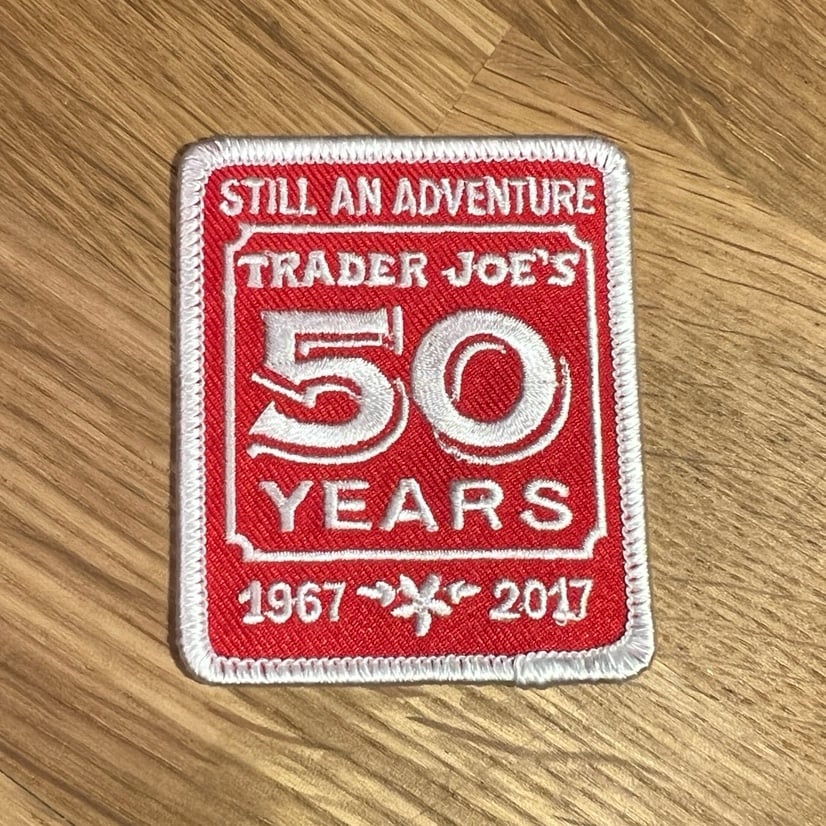 STILL AN ADVENTURE
TRADER JOE'S
50
YEARS
1967 2017